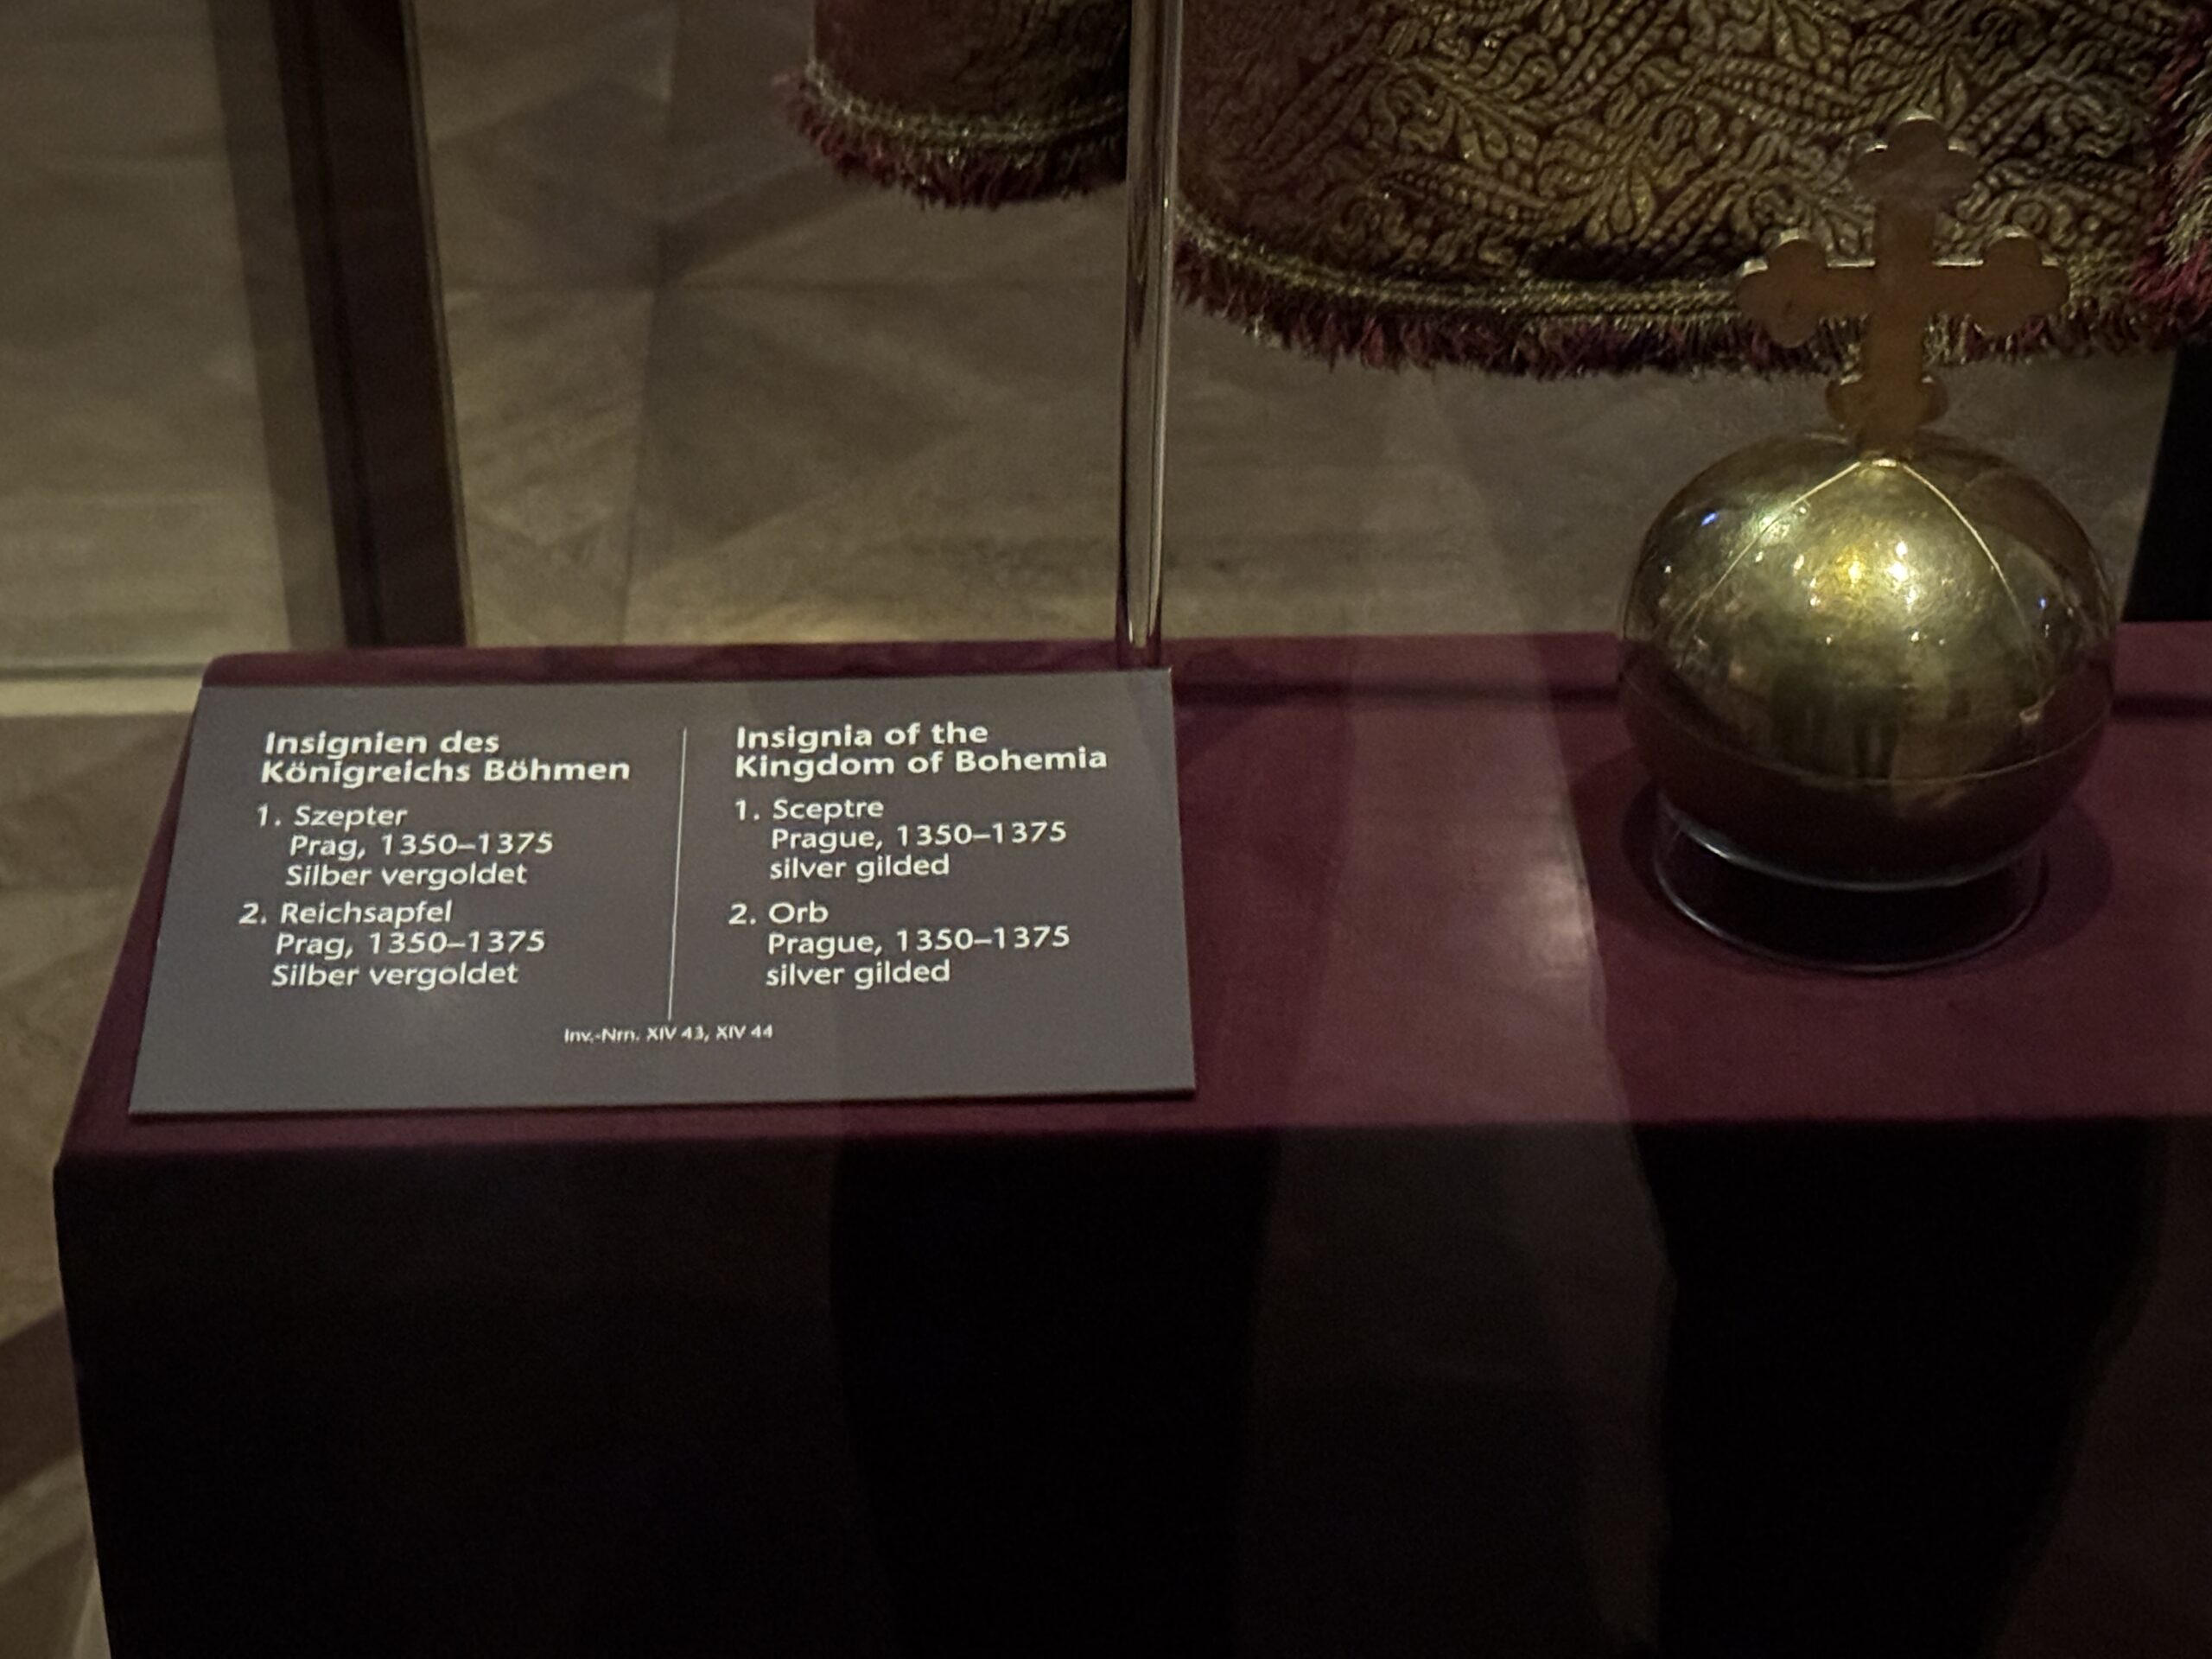 Insignien des
Königreichs Böhmen
1. Szepter
Prag, 1350–1375
Silber vergoldet
2. Reichsapfel
Prag, 1350–1375
Silber vergoldet
Insignia of the
Kingdom of Bohemia
1. Sceptre
Prague, 1350–1375
silver gilded
2. Orb
Prague, 1350–1375
silver gilded
Inv.-Nrn. XIV 43, XIV 44